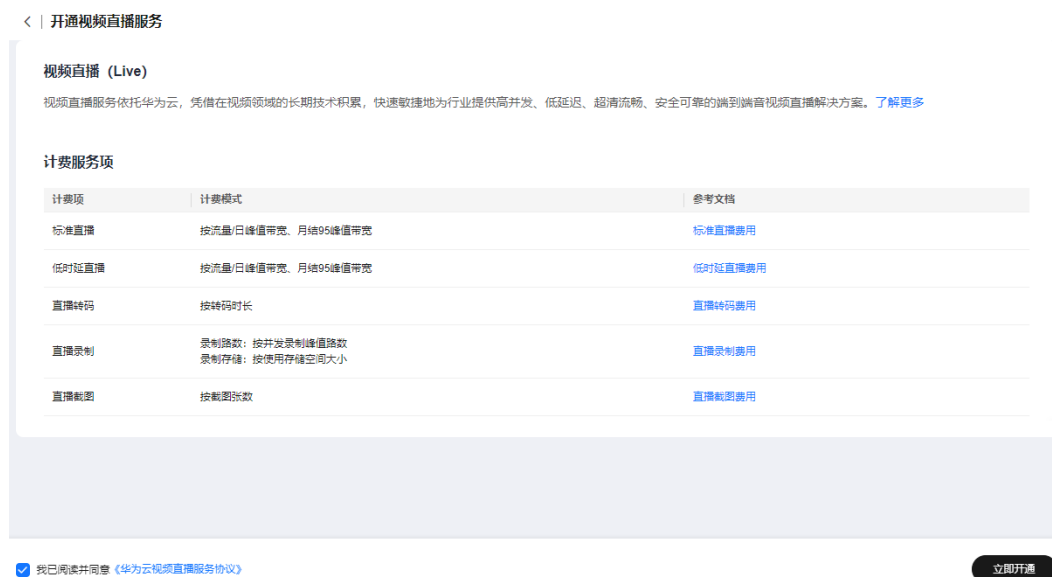 开通视频直播服务
视频直播（Live）
视频直播服务依托华为云，凭借在视频领域的长期技术积累，快速敏捷地为行业提供高并发、低延迟、超清流畅、安全可靠的端到端音视频直播解决方案。了解更多
计费服务项
计费项 计费模式 参考文档
标准直播 按流量/日峰值带宽、月结95峰值带宽 标准直播费用
低时延直播 按流量/日峰值带宽、月结95峰值带宽 低时延直播费用
直播转码 按转码时长 直播转码费用
直播录制 录制路数：按并发录制峰值路数 直播录制费用
录制存储：按使用存储空间大小
直播截图 按截图张数 直播截图费用
我已阅读并同意《华为云视频直播服务协议》 立即开通